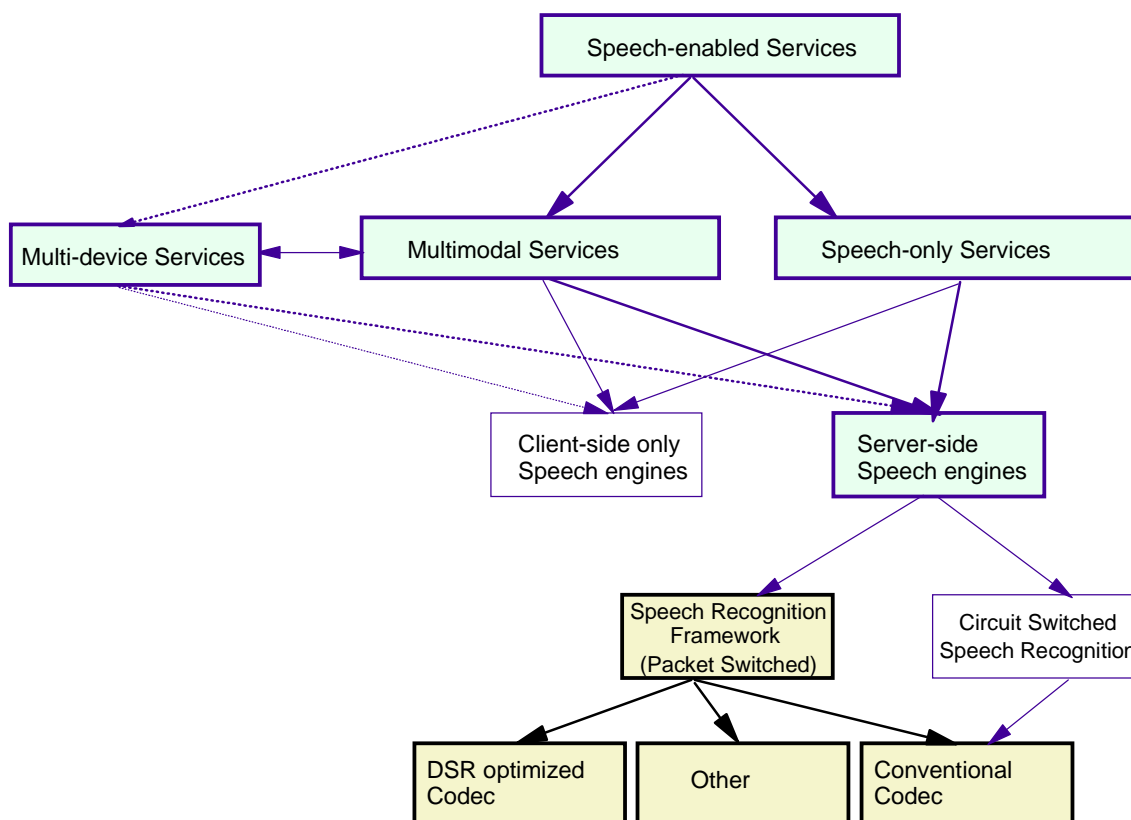 Speech-enabled Services
Multi-device Services
Multimodal Services
Speech-only Services
Client-side only
Speech engines
Server-side
Speech engines
Speech Recognition
Framework
(Packet Switched)
Circuit Switched
Speech Recognition
DSR optimized
Codec
Other
Conventional
Codec